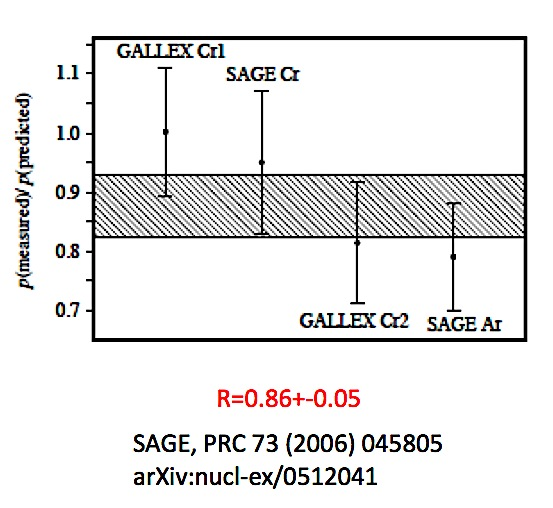 GALLEX Cr1
SAGE Cr
1.1
1.0
0.9
0.8
0.7
p(measured)/p(predicted)
GALLEX Cr2
SAGE Ar
R=0.86+-0.05
SAGE, PRC 73 (2006) 045805
arXiv:nucl-ex/0512041